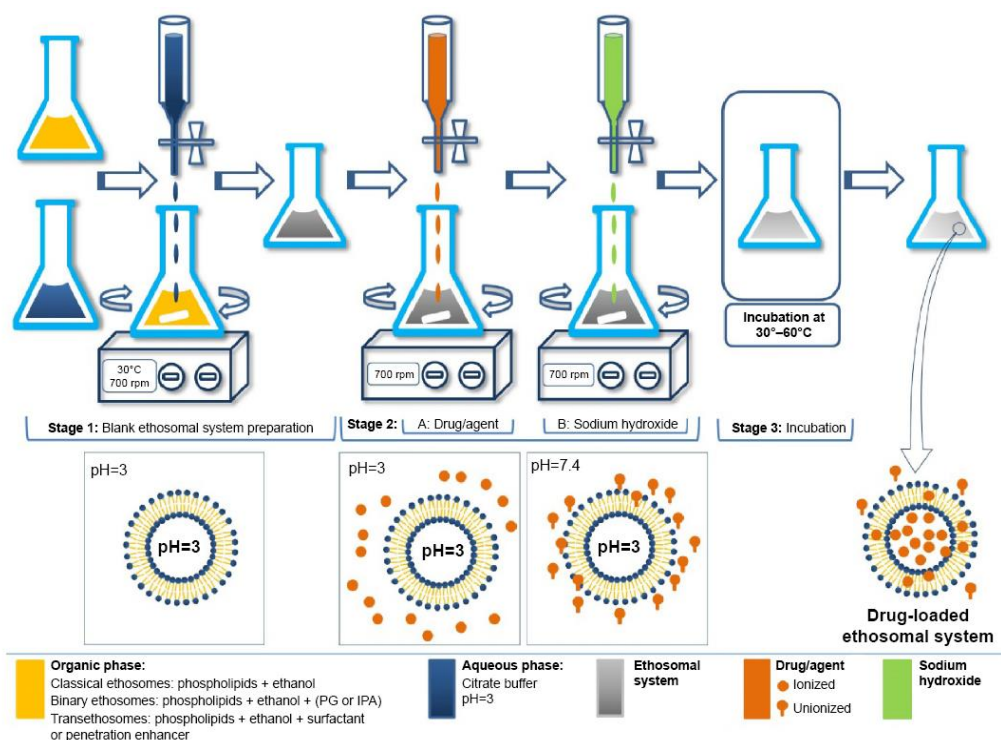 30°C
700 rpm
700 rpm
700 rpm
Incubation at
30°–60°C
Stage 1: Blank ethosomal system preparation
Stage 2: A: Drug/agent
B: Sodium hydroxide
Stage 3: Incubation
pH=3
pH=3
pH=3
pH=3
pH=7.4
pH=3
Drug-loaded
ethosomal system
Organic phase:
Classical ethosomes: phospholipids + ethanol
Binary ethosomes: phospholipids + ethanol + (PG or IPA)
Transethosomes: phospholipids + ethanol + surfactant
or penetration enhancer
Aqueous phase:
Citrate buffer
pH=3
Ethosomal
system
Drug/agent
Ionized
Unionized
Sodium
hydroxide